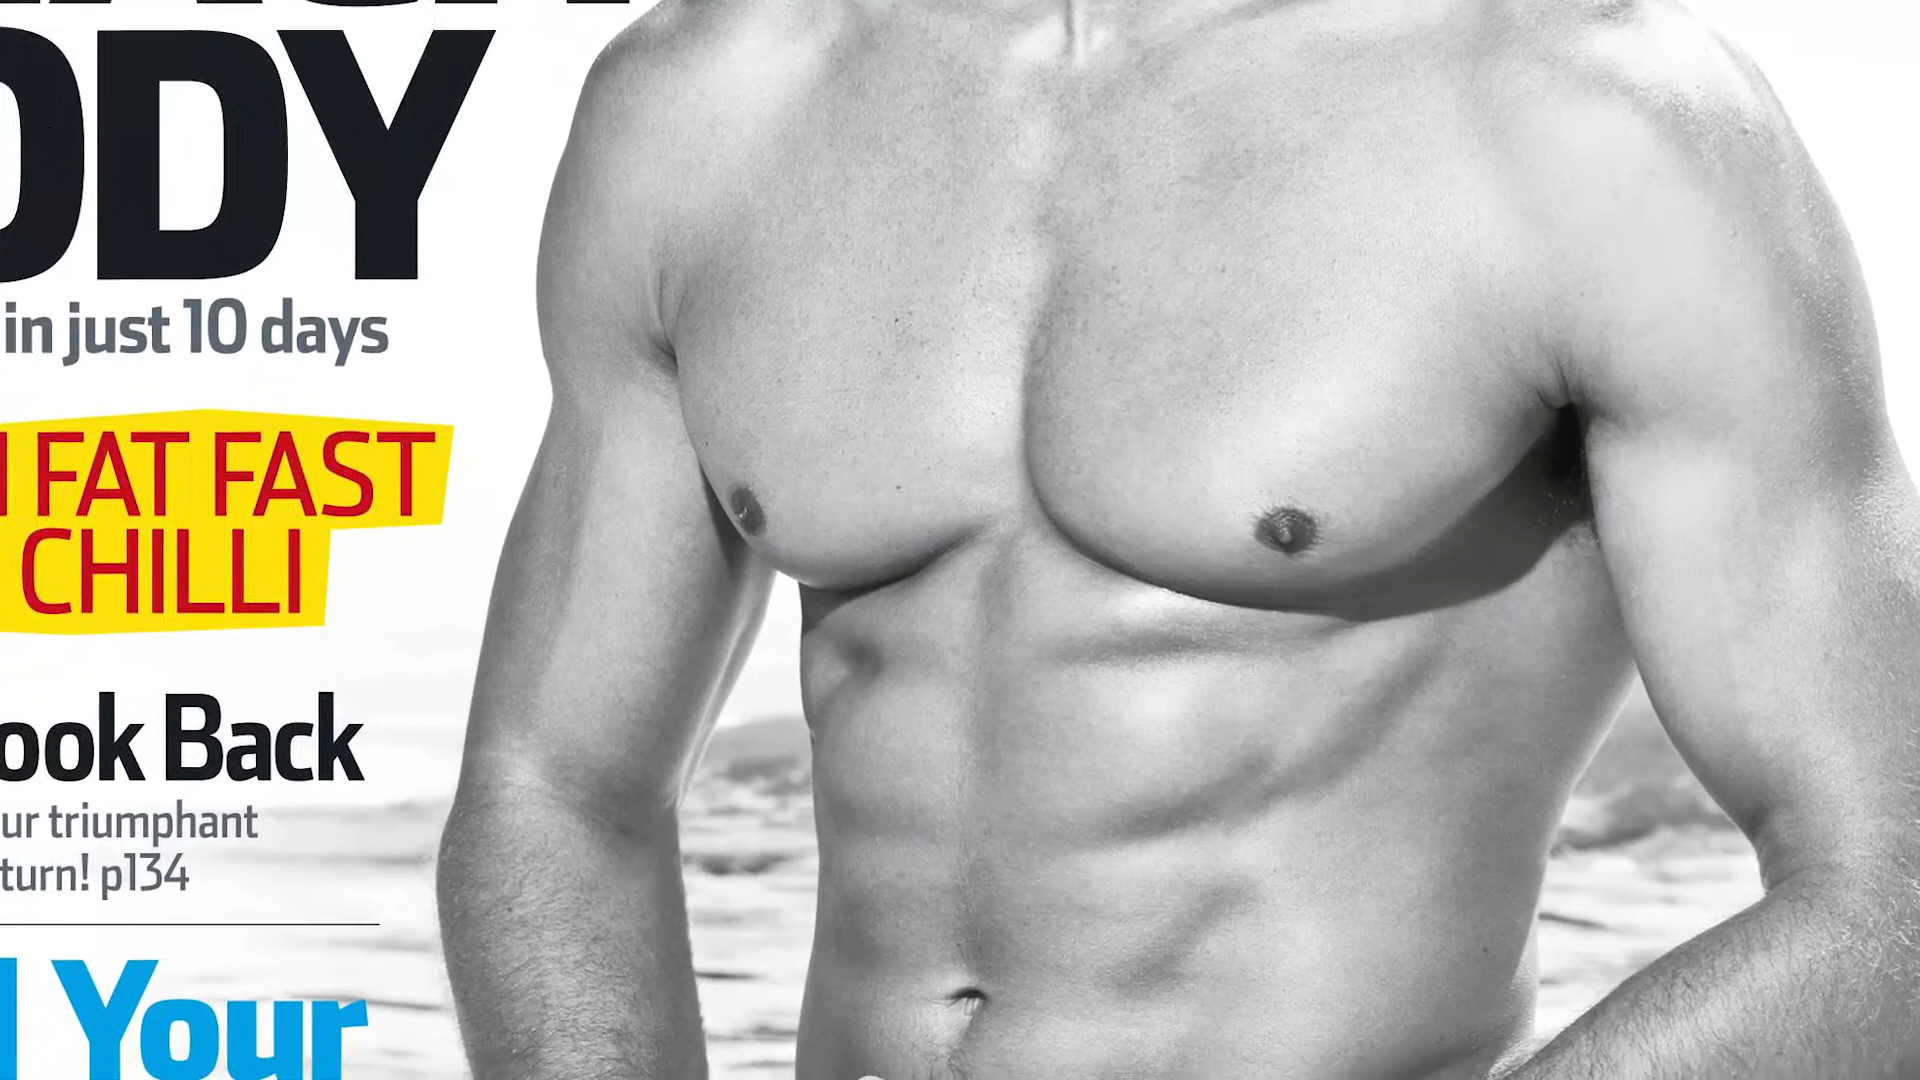 ODY
in just 10 days
FAT FAST
CHILLI
ook Back
ur triumphant
turn! p134
Your